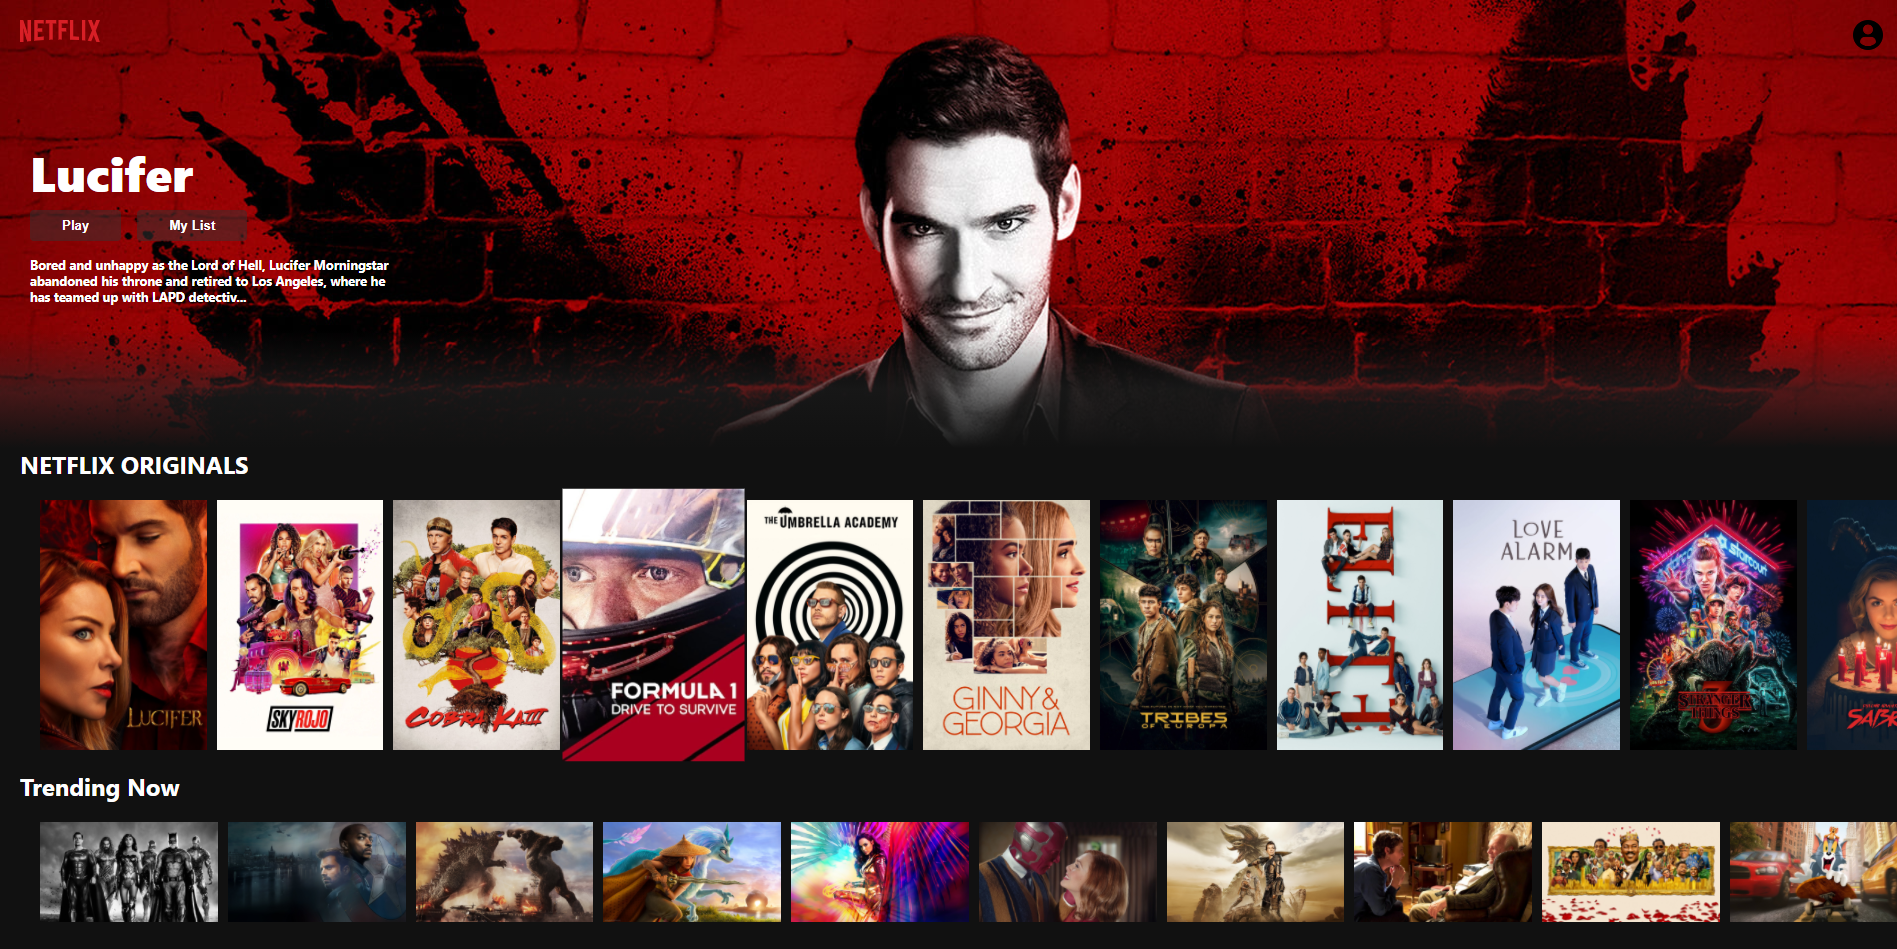 NETFLIX
Lucifer
Play
My List
Bored and unhappy as the Lord of Hell, Lucifer Morningstar
abandoned his throne and retired to Los Angeles, where he
has teamed up with LAPD detectiv...
NETFLIX ORIGINALS
LUCIFER
SKYROJO
COBRA KAI III
FORMULA 1
DRIVE TO SURVIVE
THE UMBRELLA ACADEMY
GINNY &
GEORGIA
TRIBES
OF EUROPA
ELITE
LOVE
ALARM
STRANGER
THINGS
3
SABR
Trending Now